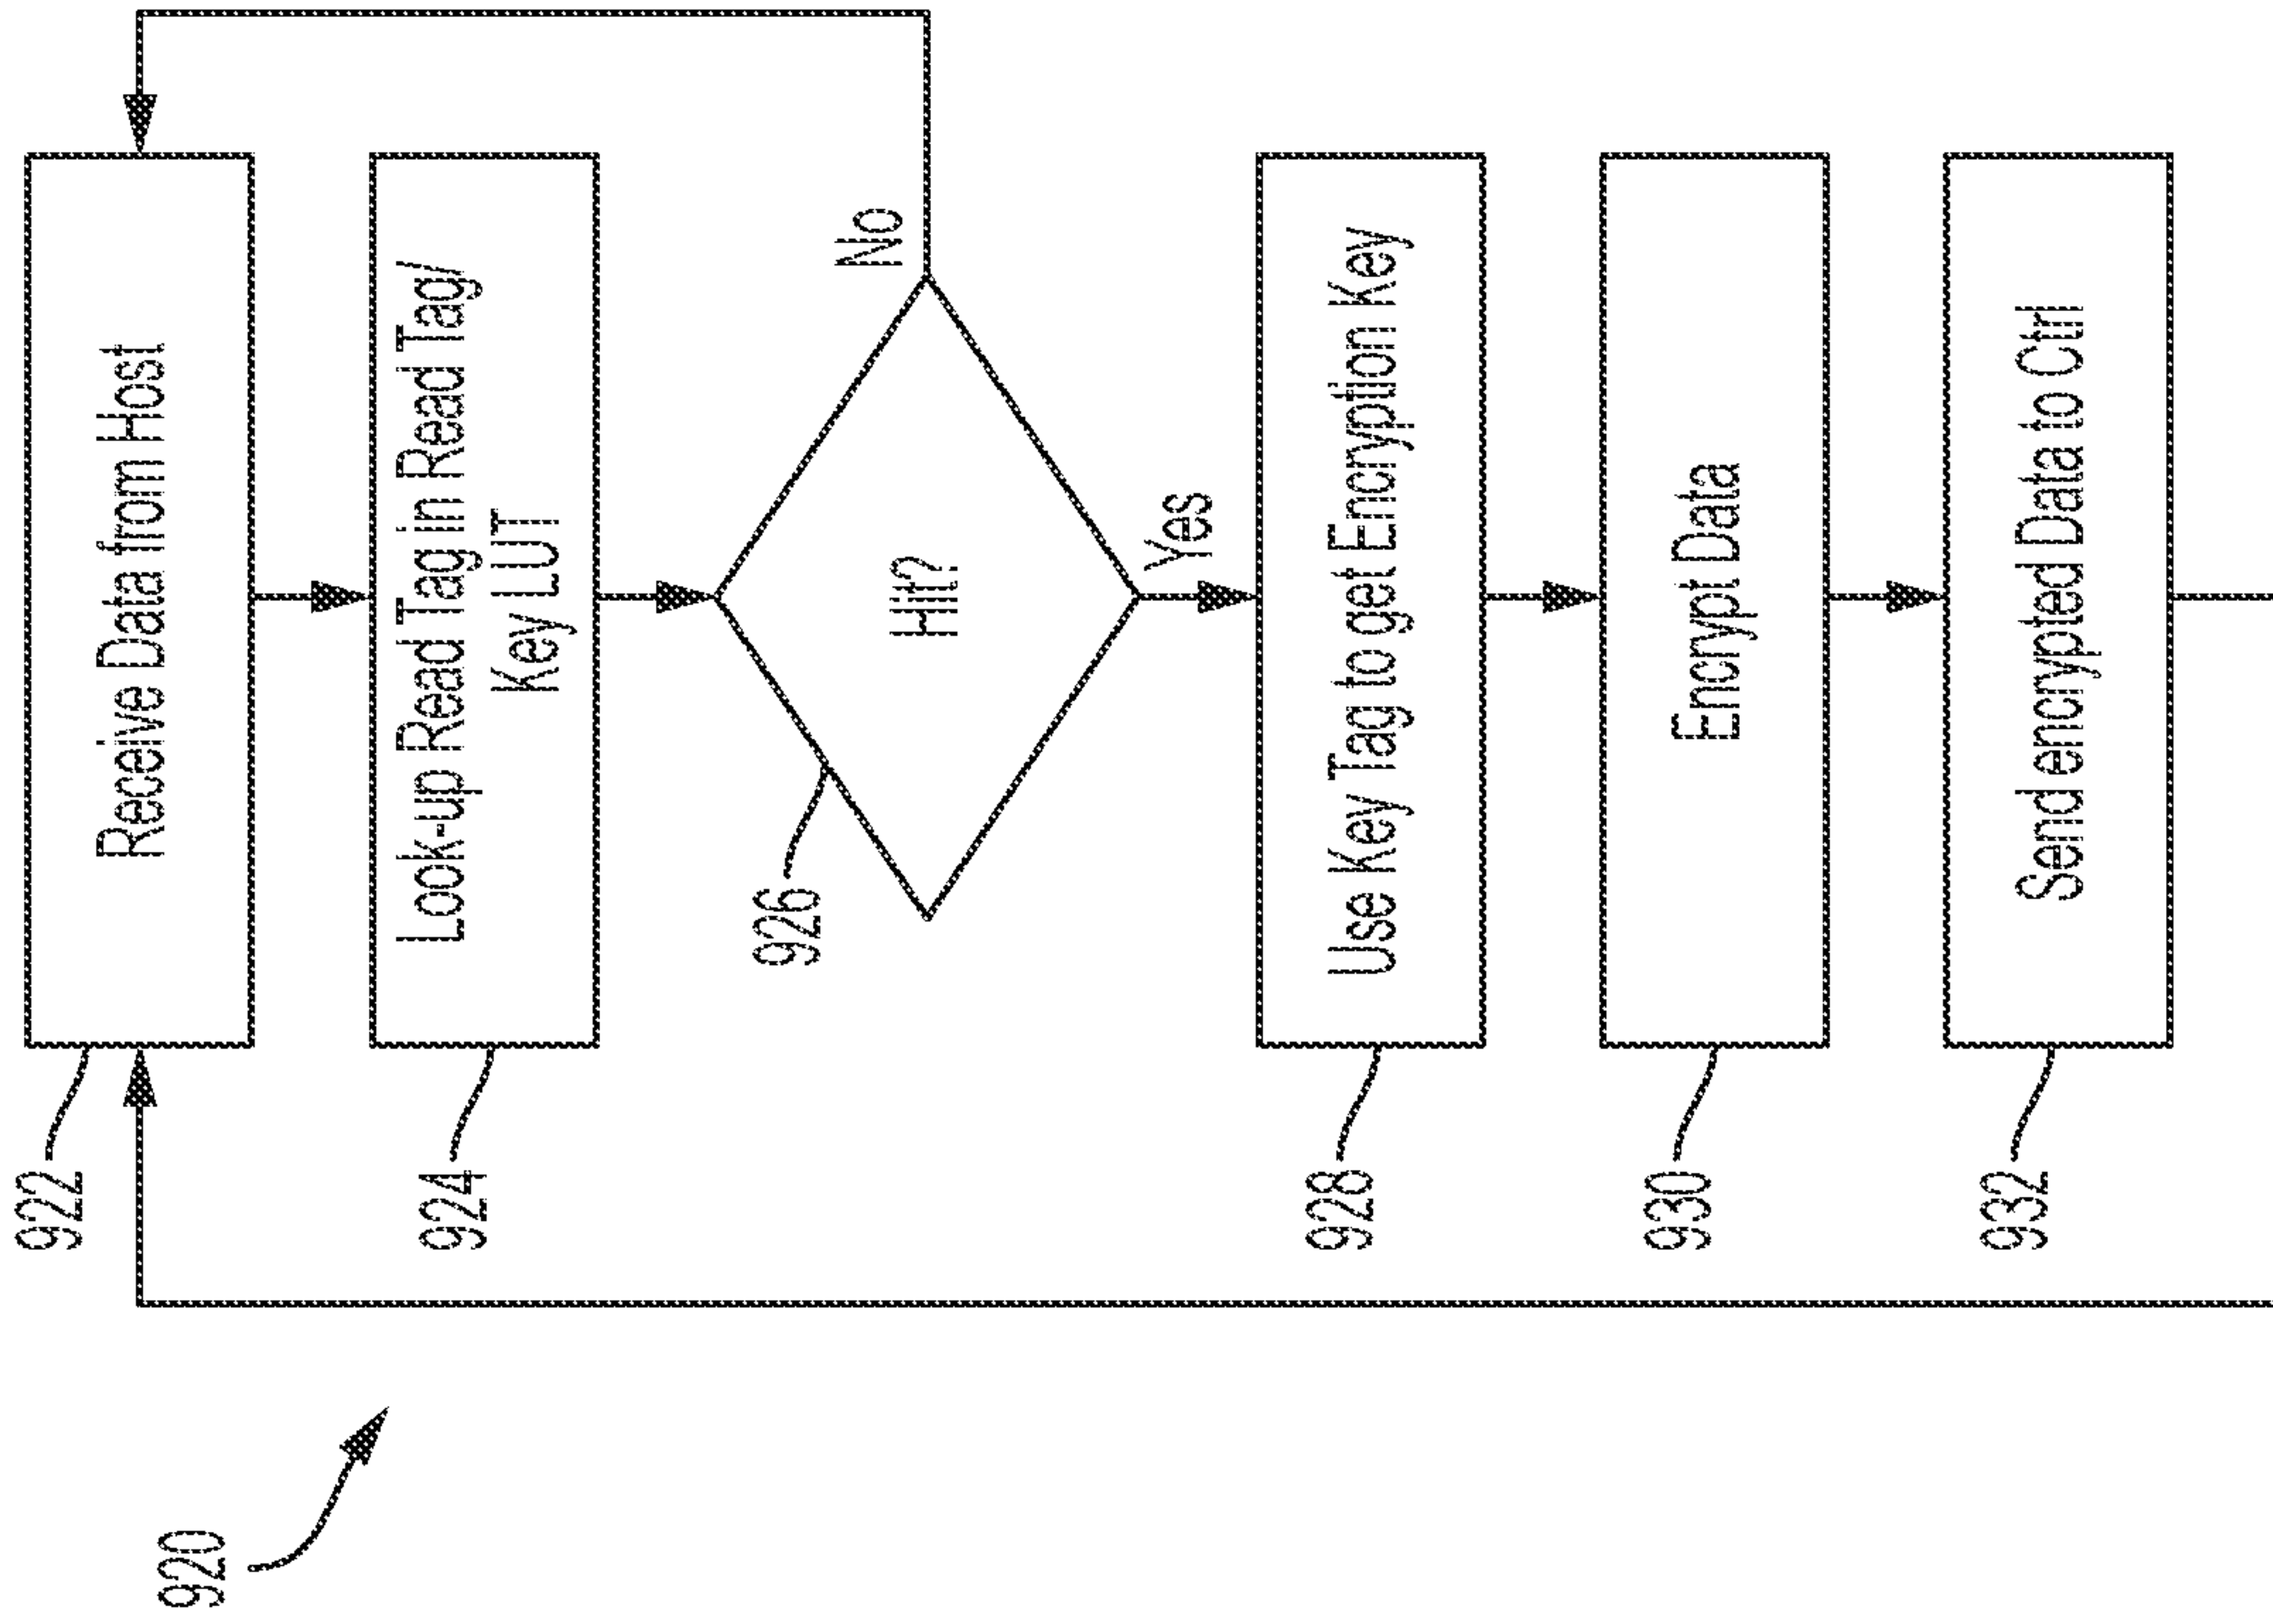 920
922
Receive Data from Host
924
Look-up Read Tag in Read Tag/
Key LUT
926
Hit?
No
Yes
928
Use Key Tag to get Encryption Key
930
Encrypt Data
932
Send encrypted Data to Ctrl